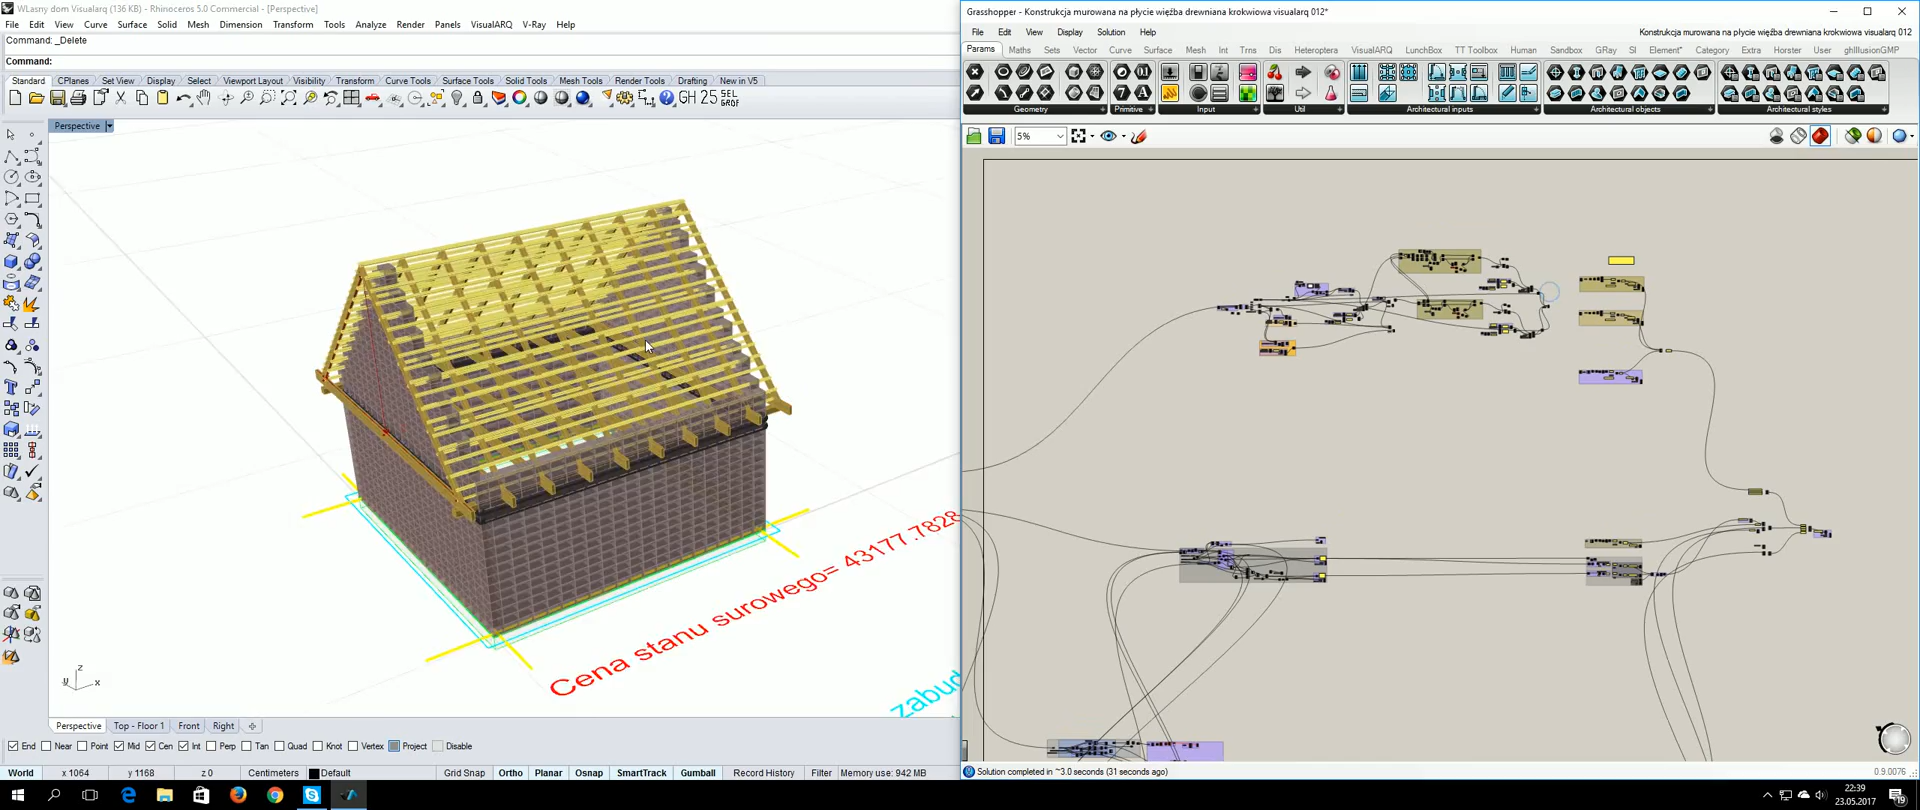 WLasny dom Visualarq (136 KB) - Rhinoceros 5.0 Commercial - [Perspective]
File Edit View Curve Surface Solid Mesh Dimension Transform Tools Analyze Render Panels VisualARQ V-Ray Help
Command: _Delete
Command:
Standard CPlanes Set View Display Select Viewport Layout Visibility Transform Curve Tools Surface Tools Solid Tools Mesh Tools Render Tools Drafting New in V5
GH 25 SEL GROF
Perspective
Cena stanu surowego= 43177.7828
zabud
z
y x
Perspective Top - Floor 1 Front Right
End Near Point Mid Cen Int Perp Tan Quad Knot Vertex Project Disable
World x 1064 y 1168 z 0 Centimeters Default Grid Snap Ortho Planar Osnap SmartTrack Gumball Record History Filter Memory use: 942 MB
Grasshopper - Konstrukcja murowana na płycie więźba drewniana krokwiowa visualarq 012*
File Edit View Display Solution Help
Konstrukcja murowana na płycie więźba drewniana krokwiowa visualarq 012
Params Maths Sets Vector Curve Surface Mesh Int Trns Dis Heteroptera VisualARQ LunchBox TT Toolbox Human Sandbox GRay SI Element* Category Extra Horster User ghIllusionGMP
Geometry Primitive Input Util Architectural inputs Architectural objects Architectural styles
5%
Solution completed in ~3.0 seconds (31 seconds ago)
0.9.0076
22:39
23.05.2017
19